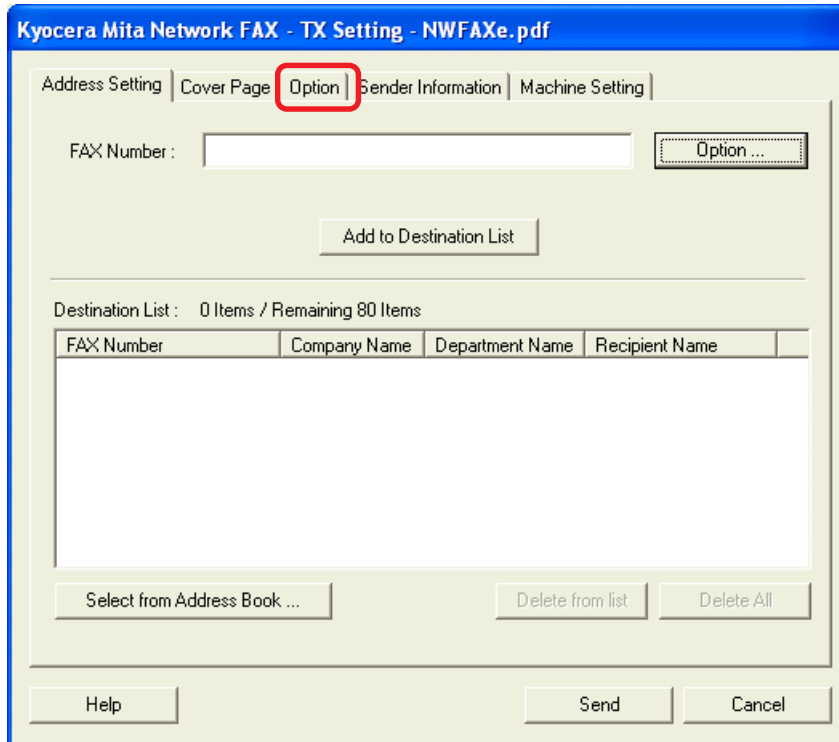 Kyocera Mita Network FAX - TX Setting - NWFAXe.pdf
Address Setting Cover Page Option Sender Information Machine Setting
FAX Number : Option ...
Add to Destination List
Destination List : 0 Items / Remaining 80 Items
FAX Number Company Name Department Name Recipient Name
Select from Address Book ... Delete from list Delete All
Help Send Cancel